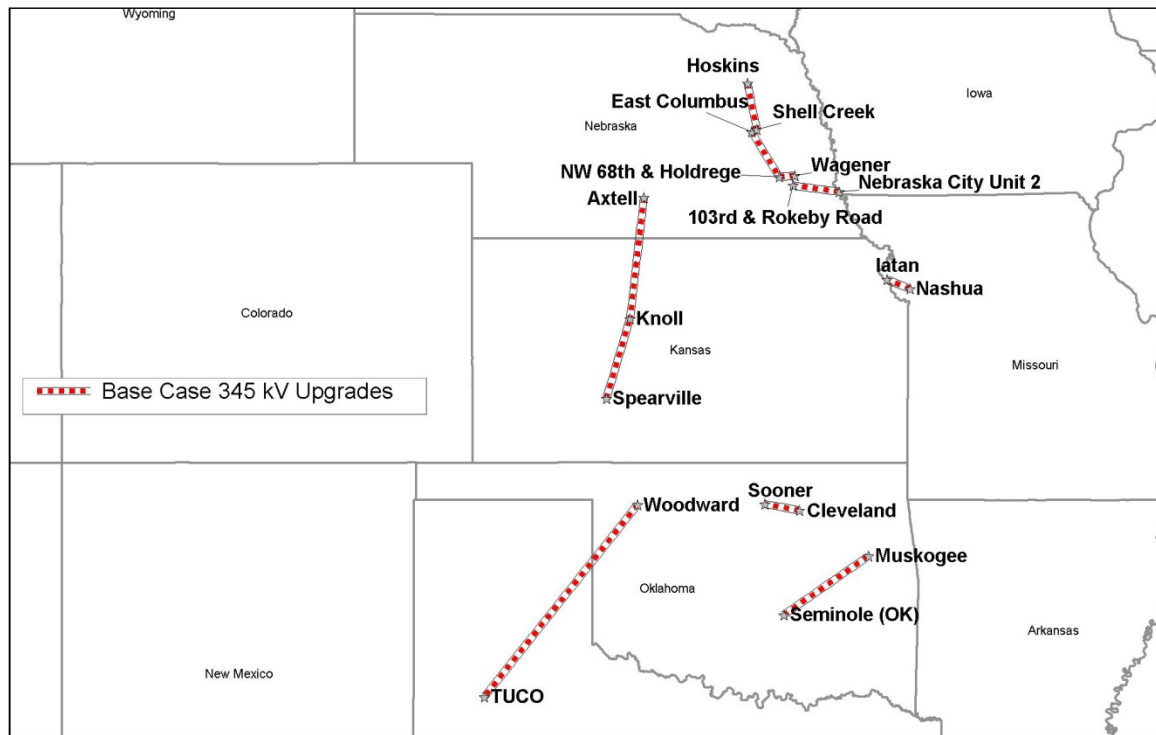 Wyoming
Hoskins
Iowa
East Columbus
Shell Creek
Nebraska
NW 68th & Holdrege
Wagener
Nebraska City Unit 2
Axtell
103rd & Rokeby Road
Iatan
Nashua
Colorado
Knoll
Kansas
Missouri
Base Case 345 kV Upgrades
Spearville
Sooner
Woodward
Cleveland
Muskogee
Oklahoma
Seminole (OK)
Arkansas
New Mexico
TUCO